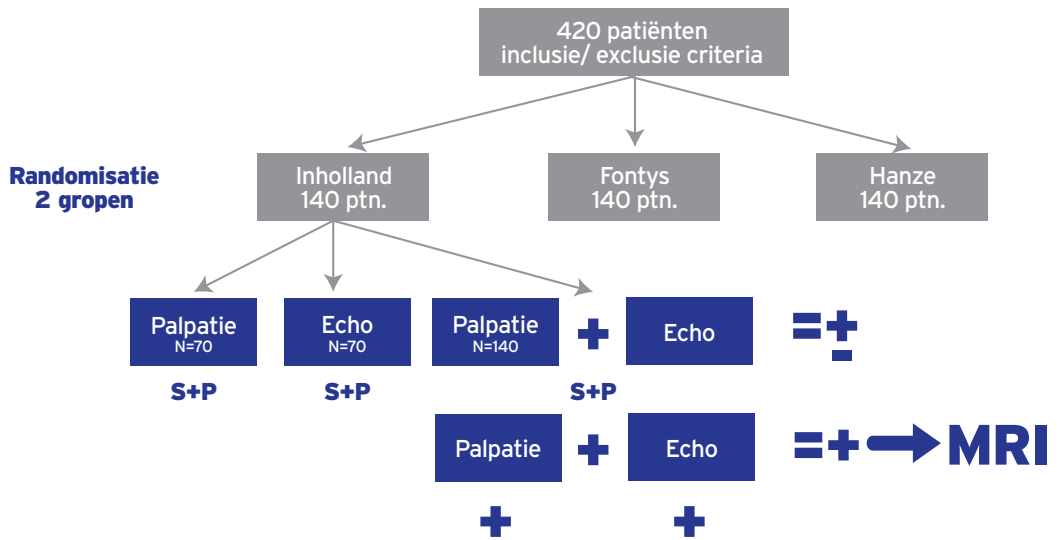 420 patiënten
inclusie/ exclusie criteria
Randomisatie
2 gropen
Inholland
140 ptn.
Fontys
140 ptn.
Hanze
140 ptn.
Palpatie
N=70
Echo
N=70
Palpatie
N=140
+
Echo
=±
S+P
S+P
S+P
Palpatie
+
Echo
=+ → MRI
+
+